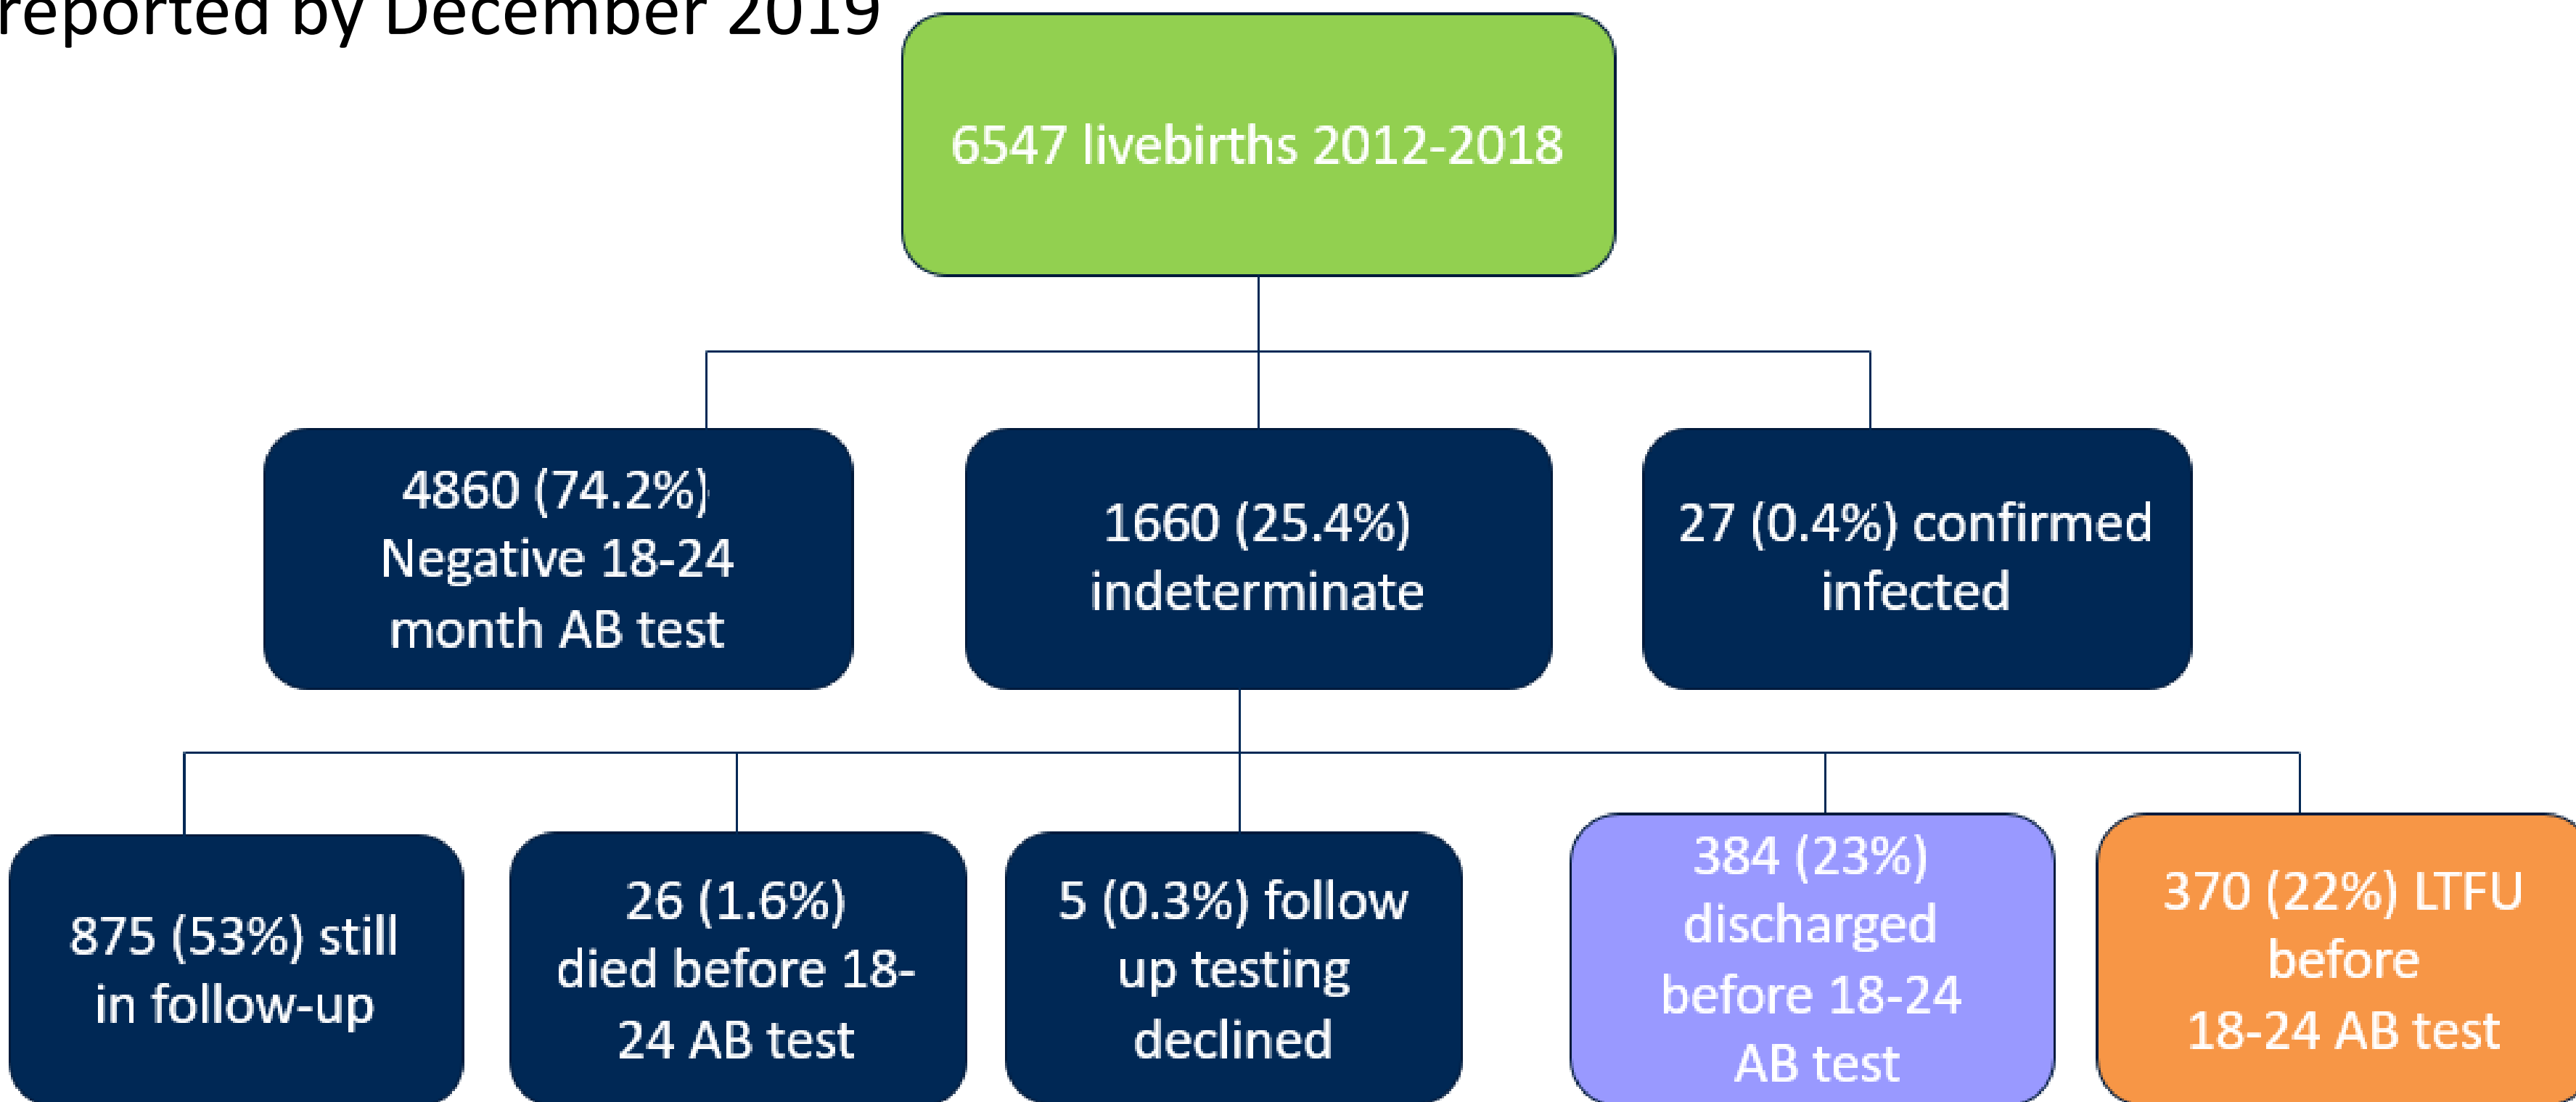 reported by December 2019
6547 livebirths 2012-2018
4860 (74.2%)
Negative 18-24
month AB test
1660 (25.4%)
indeterminate
27 (0.4%) confirmed
infected
875 (53%) still
in follow-up
26 (1.6%)
died before 18-
24 AB test
5 (0.3%) follow
up testing
declined
384 (23%)
discharged
before 18-24
AB test
370 (22%) LTFU
before
18-24 AB test